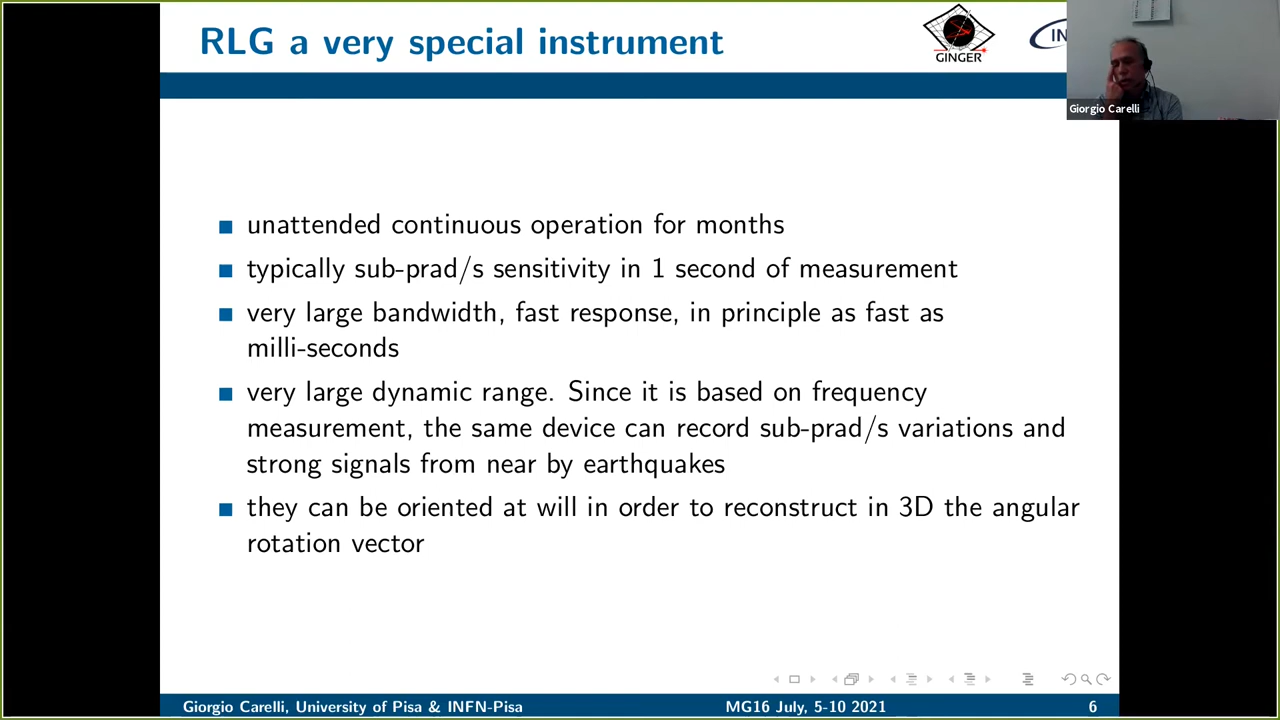 RLG a very special instrument
GINGER
IN
Giorgio Carelli
unattended continuous operation for months
typically sub-prad/s sensitivity in 1 second of measurement
very large bandwidth, fast response, in principle as fast as
milli-seconds
very large dynamic range. Since it is based on frequency
measurement, the same device can record sub-prad/s variations and
strong signals from near by earthquakes
they can be oriented at will in order to reconstruct in 3D the angular
rotation vector
Giorgio Carelli, University of Pisa & INFN-Pisa
MG16 July, 5-10 2021
6